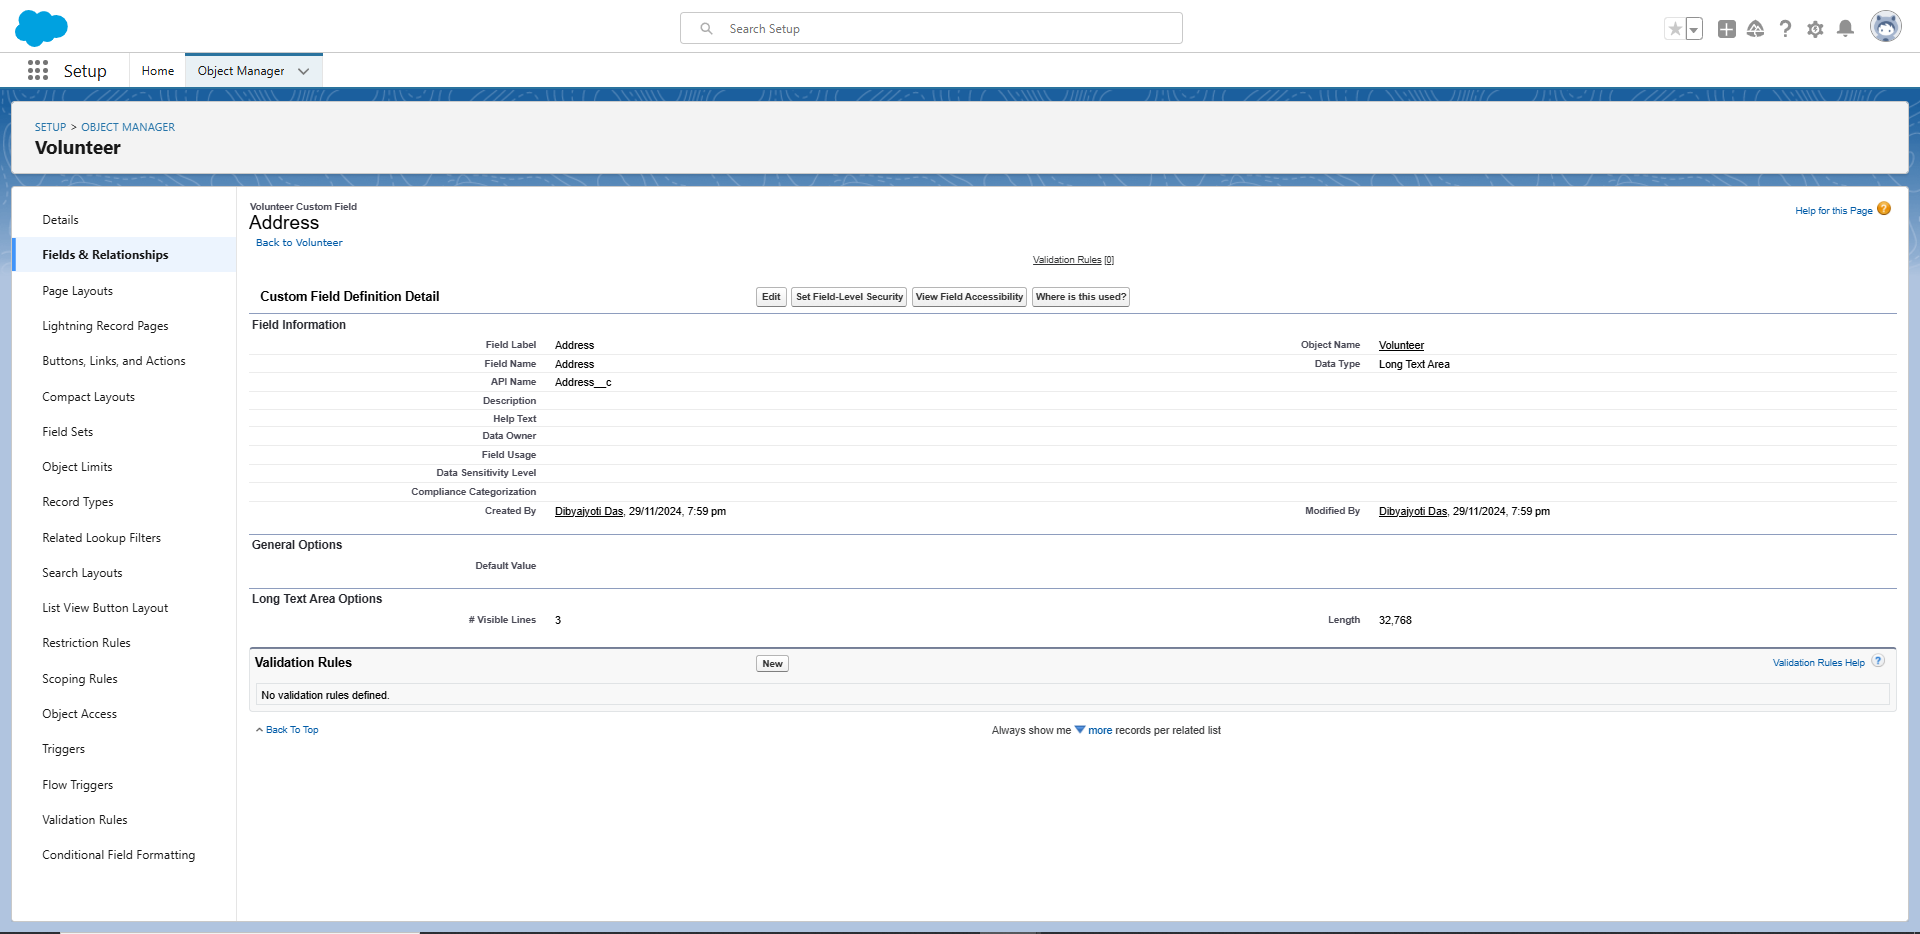 Search Setup
Setup
Home
Object Manager
SETUP > OBJECT MANAGER
Volunteer
Details
Fields & Relationships
Page Layouts
Lightning Record Pages
Buttons, Links, and Actions
Compact Layouts
Field Sets
Object Limits
Record Types
Related Lookup Filters
Search Layouts
List View Button Layout
Restriction Rules
Scoping Rules
Object Access
Triggers
Flow Triggers
Validation Rules
Conditional Field Formatting
Volunteer Custom Field
Address
Help for this Page
Back to Volunteer
Validation Rules [0]
Custom Field Definition Detail
Edit
Set Field-Level Security
View Field Accessibility
Where is this used?
Field Information
Field Label Address Object Name Volunteer
Field Name Address Data Type Long Text Area
API Name Address__c
Description
Help Text
Data Owner
Field Usage
Data Sensitivity Level
Compliance Categorization
Created By Dibyajyoti Das, 29/11/2024, 7:59 pm Modified By Dibyajyoti Das, 29/11/2024, 7:59 pm
General Options
Default Value
Long Text Area Options
# Visible Lines 3 Length 32,768
Validation Rules
New
Validation Rules Help ?
No validation rules defined.
Back To Top
Always show me more records per related list